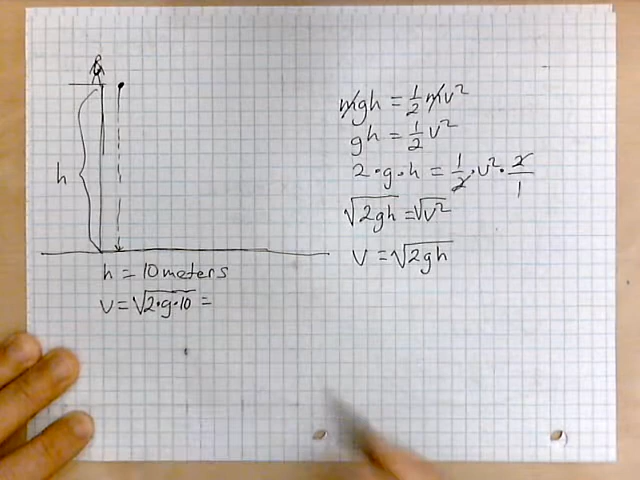 h
h = 10 meters
v = √2•g•10 =
mgh = 1/2 mv²
gh = 1/2 v²
2•g•h = 1/2•v²•2/1
√2gh = √v²
v = √2gh